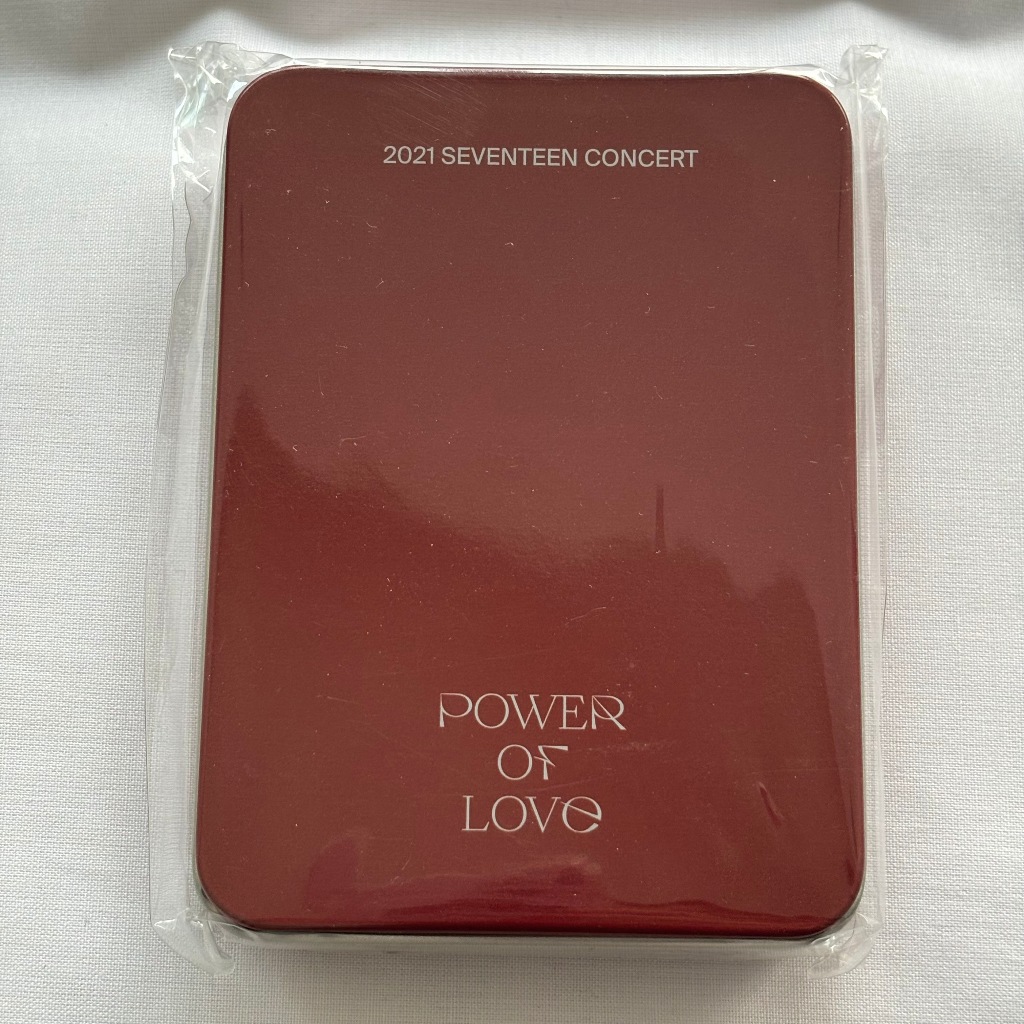 2021 SEVENTEEN CONCERT
POWER
OF
LOVE